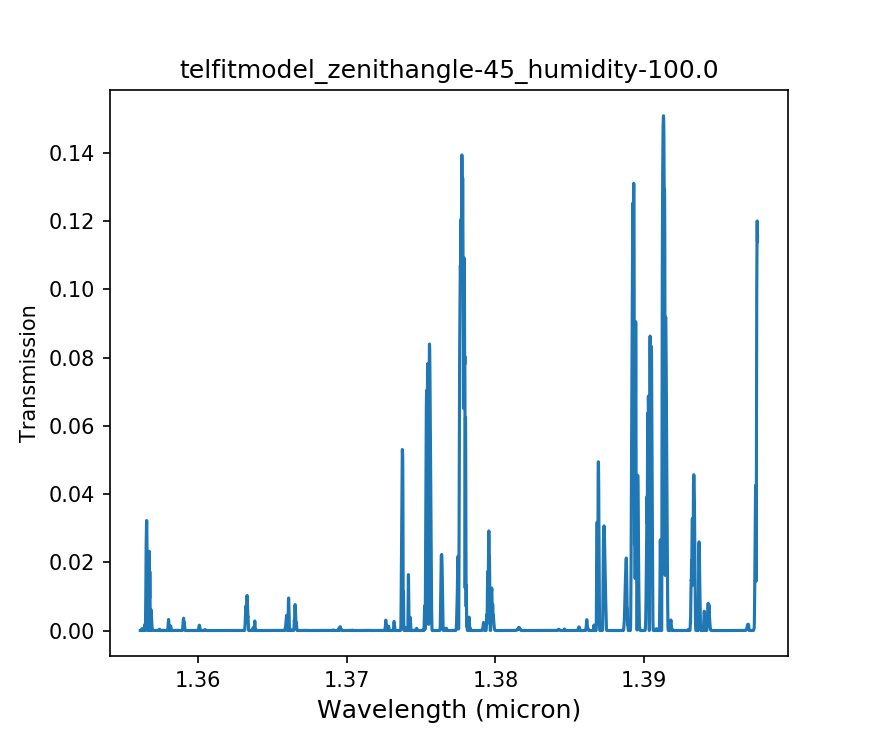 telfitmodel_zenithangle-45_humidity-100.0
Transmission
0.14
0.12
0.10
0.08
0.06
0.04
0.02
0.00
1.36 1.37 1.38 1.39
Wavelength (micron)